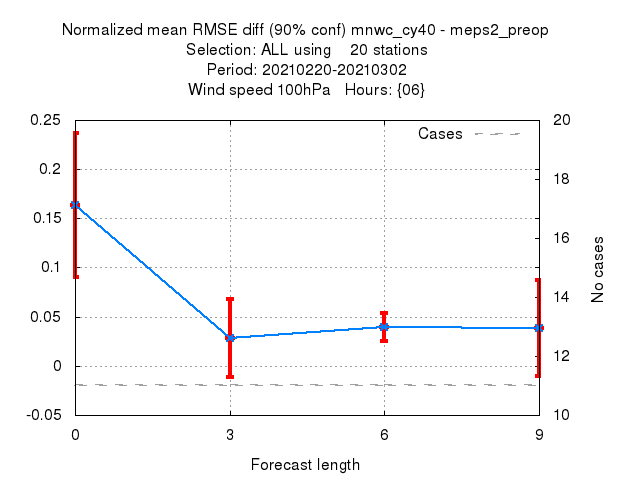 Normalized mean RMSE diff (90% conf) mnwc_cy40 - meps2_preop
Selection: ALL using    20 stations
Period: 20210220-20210302
Wind speed 100hPa   Hours: {06}
Cases
0.25
0.2
0.15
0.1
0.05
0
-0.05
20
18
16
14
12
10
No cases
0 3 6 9
Forecast length